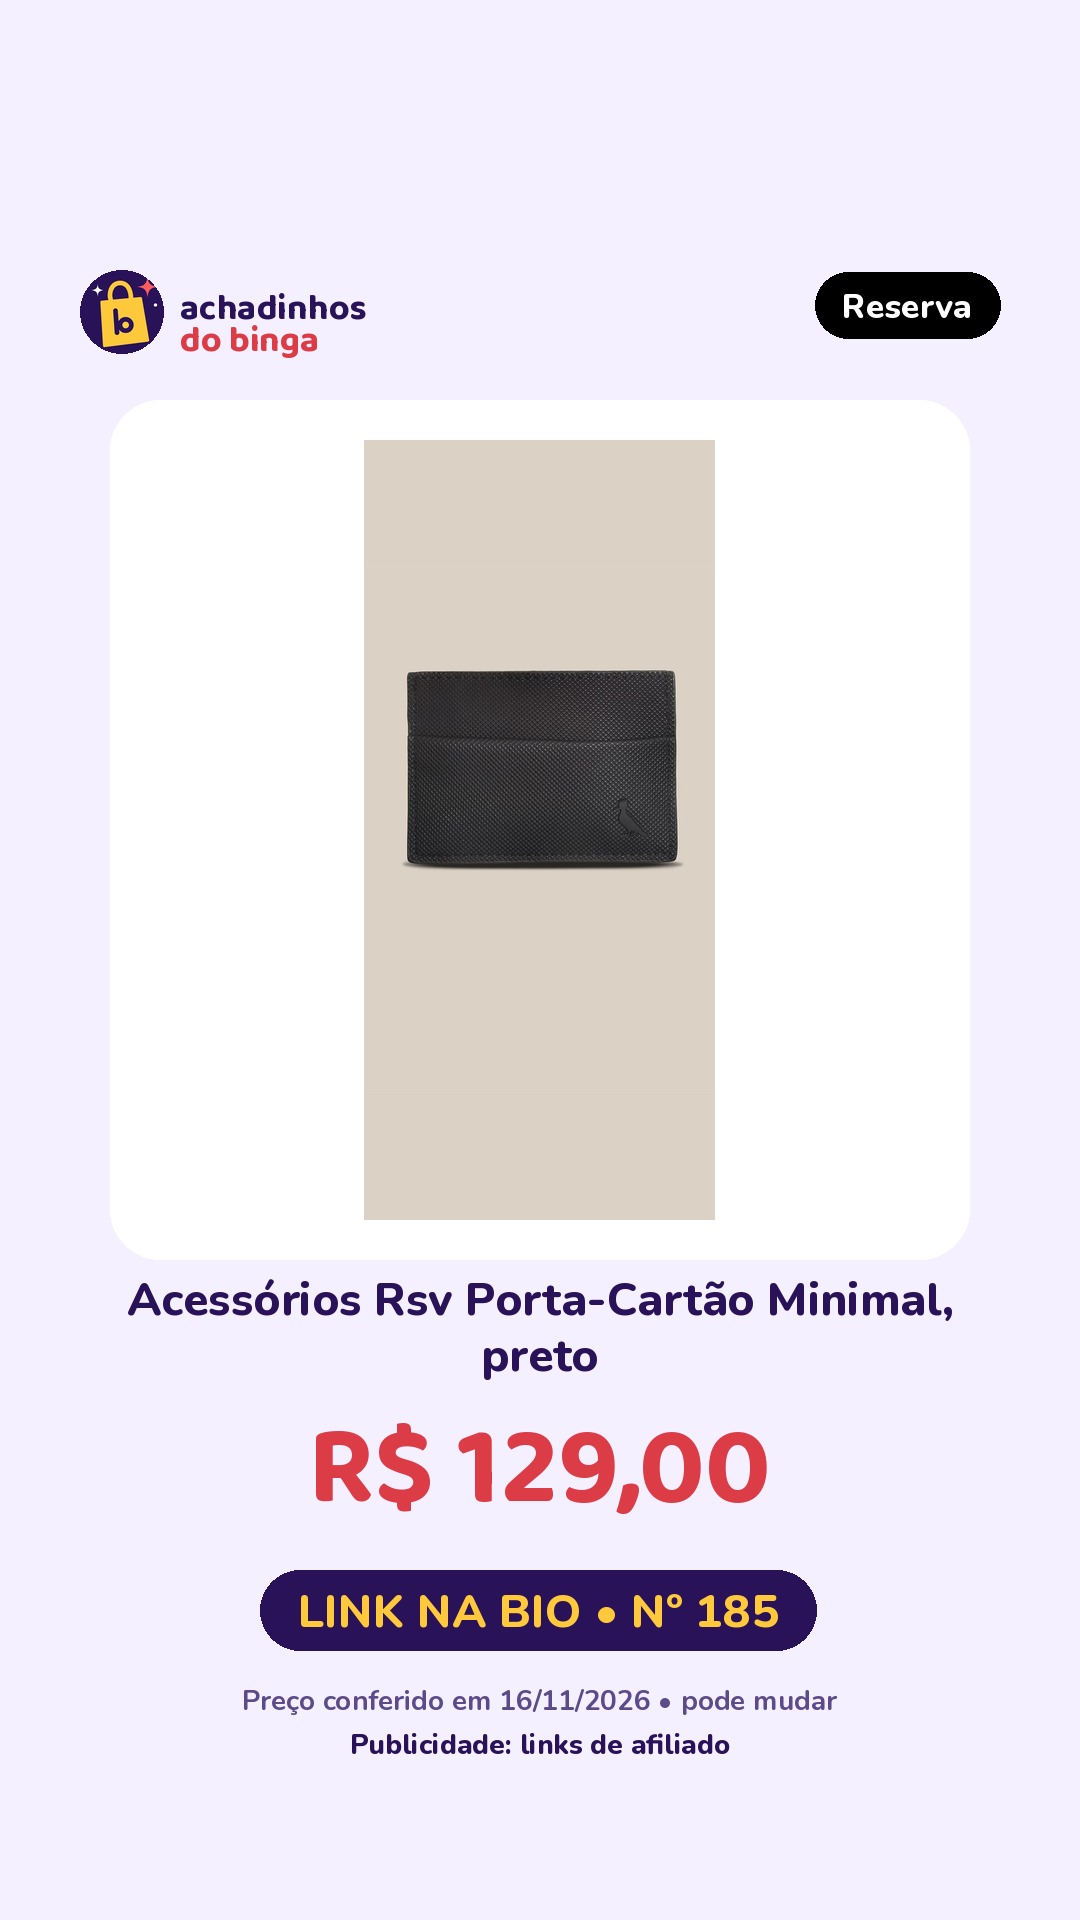 achadinhos
do binga
Reserva
Acessórios Rsv Porta-Cartão Minimal,
preto
R$ 129,00
LINK NA BIO • Nº 185
Preço conferido em 16/11/2026 • pode mudar
Publicidade: links de afiliado